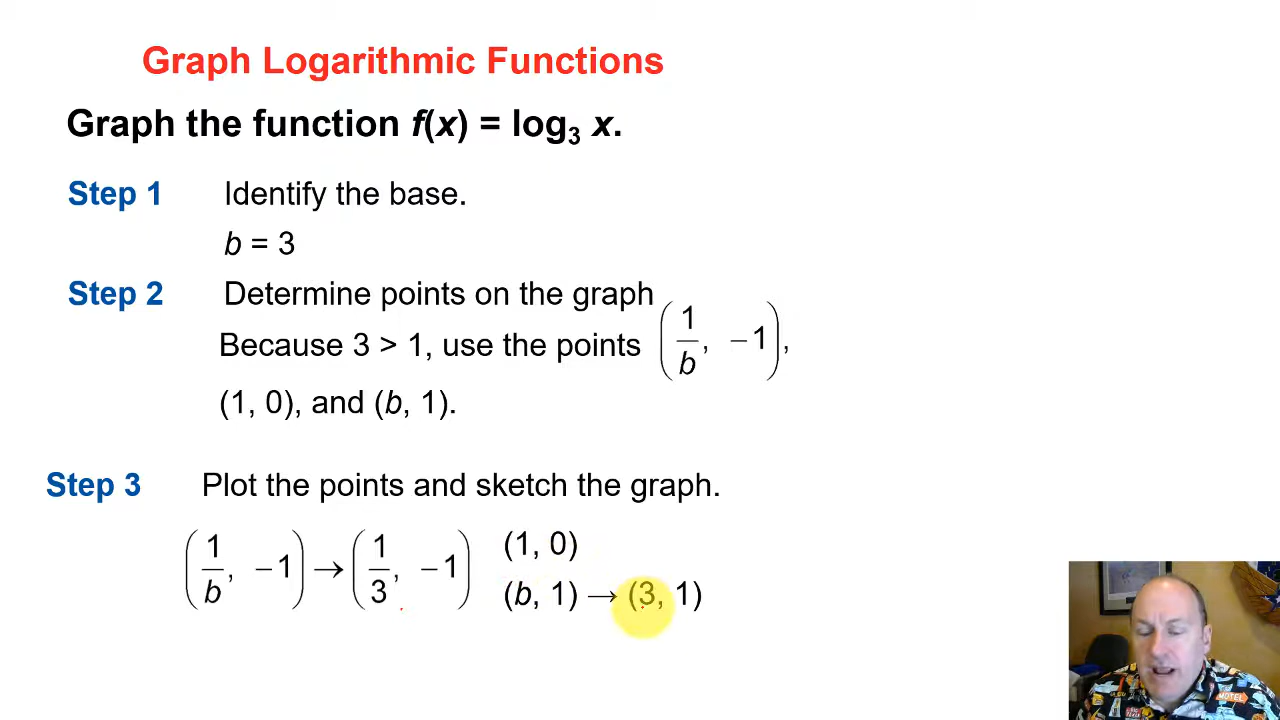 Graph Logarithmic Functions
Graph the function f(x) = log₃ x.
Step 1 Identify the base.
b = 3
Step 2 Determine points on the graph
Because 3 > 1, use the points (1/b, −1),
(1, 0), and (b, 1).
Step 3 Plot the points and sketch the graph.
(1/b, −1) → (1/3, −1) (1, 0)
(b, 1) → (3, 1)
MOTEL